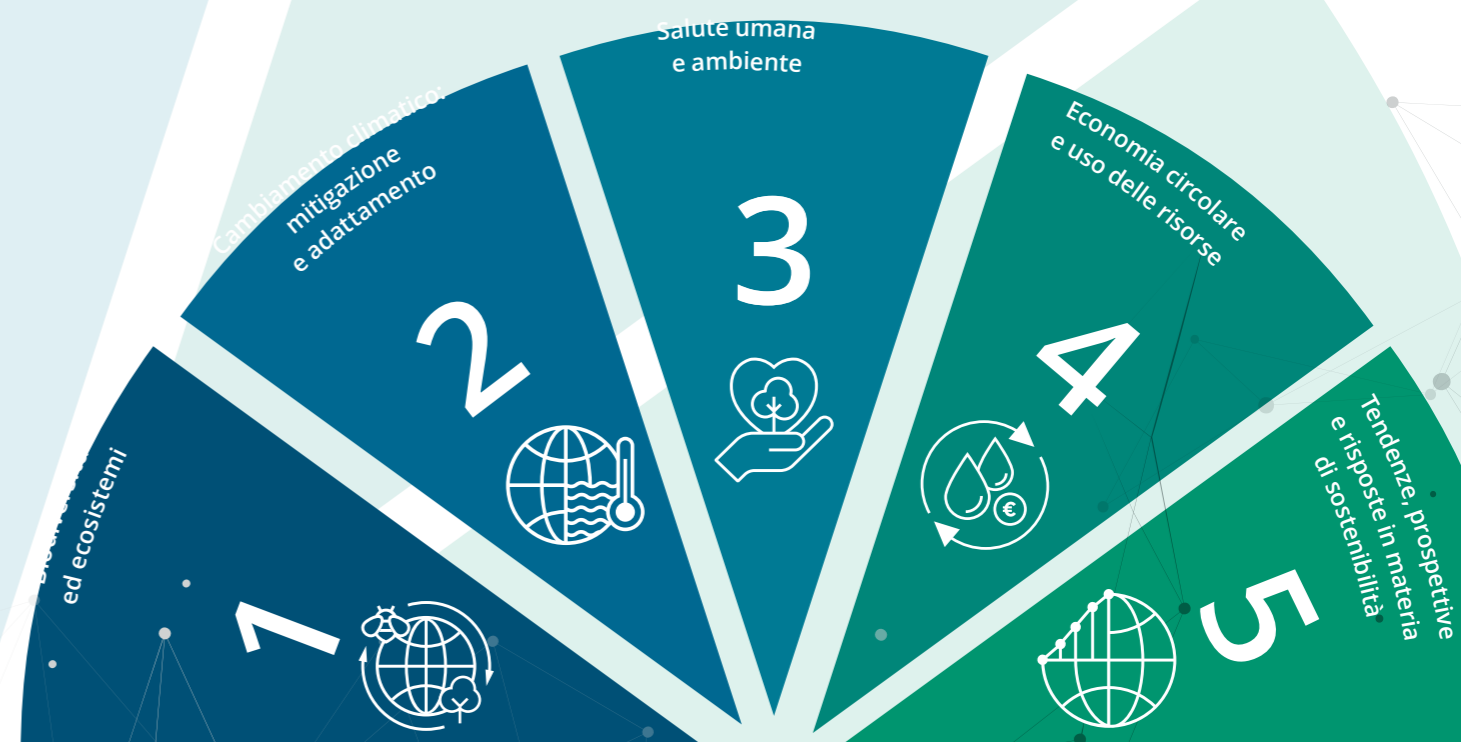 ed ecosistemi
1
Cambiamento climatico:
mitigazione
e adattamento
2
Salute umana
e ambiente
3
Economia circolare
e uso delle risorse
4
€
Tendenze, prospettive
e risposte in materia
di sostenibilità
5